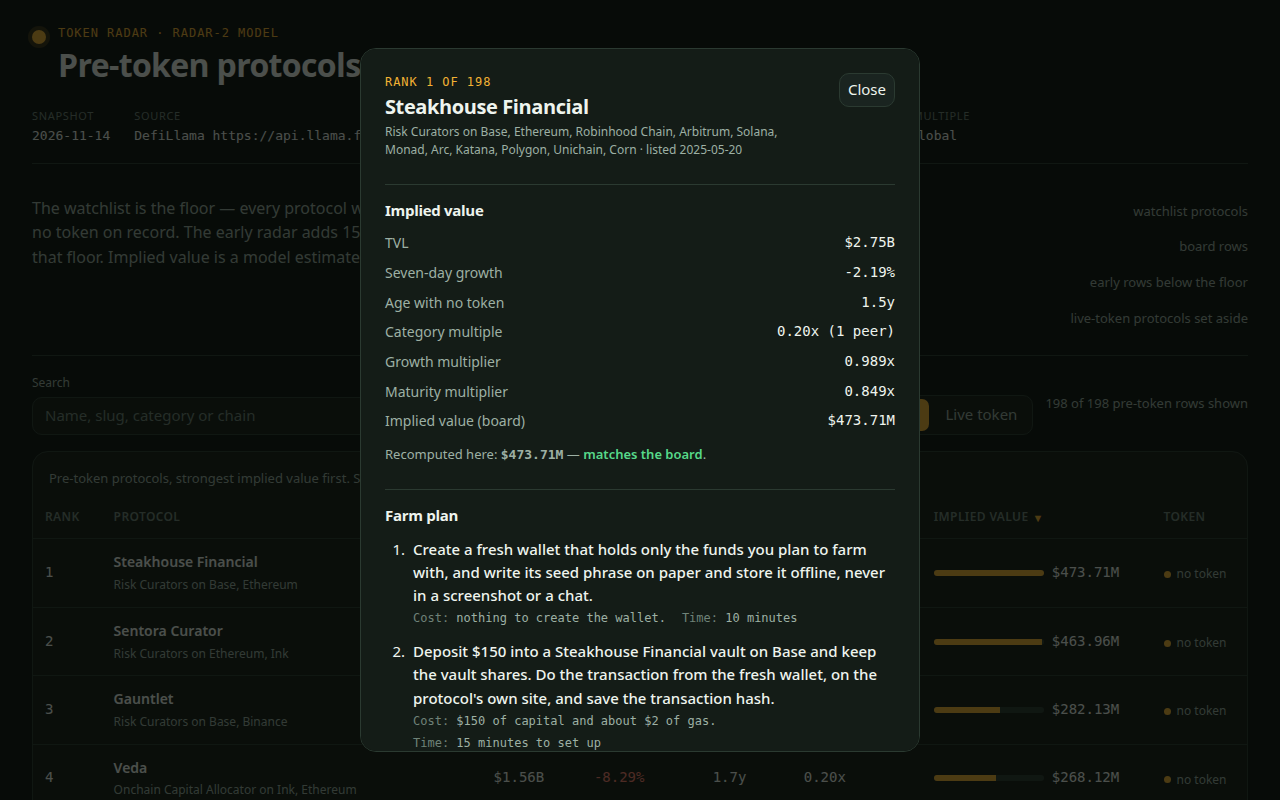 TOKEN RADAR · RADAR-2 MODEL
Pre-token protocols
SNAPSHOT
2026-11-14
SOURCE
DefiLlama https://api.llama.f
MULTIPLE
lobal
The watchlist is the floor — every protocol w
no token on record. The early radar adds 15
that floor. Implied value is a model estimate
watchlist protocols
board rows
early rows below the floor
live-token protocols set aside
Search
Name, slug, category or chain
Live token
198 of 198 pre-token rows shown
Pre-token protocols, strongest implied value first. S
RANK PROTOCOL IMPLIED VALUE ▼ TOKEN
1 Steakhouse Financial $473.71M no token
Risk Curators on Base, Ethereum
2 Sentora Curator $463.96M no token
Risk Curators on Ethereum, Ink
3 Gauntlet $282.13M no token
Risk Curators on Base, Binance
4 Veda $1.56B -8.29% 1.7y 0.20x $268.12M no token
Onchain Capital Allocator on Ink, Ethereum
RANK 1 OF 198
Close
Steakhouse Financial
Risk Curators on Base, Ethereum, Robinhood Chain, Arbitrum, Solana,
Monad, Arc, Katana, Polygon, Unichain, Corn · listed 2025-05-20
Implied value
TVL $2.75B
Seven-day growth -2.19%
Age with no token 1.5y
Category multiple 0.20x (1 peer)
Growth multiplier 0.989x
Maturity multiplier 0.849x
Implied value (board) $473.71M
Recomputed here: $473.71M — matches the board.
Farm plan
1. Create a fresh wallet that holds only the funds you plan to farm
with, and write its seed phrase on paper and store it offline, never
in a screenshot or a chat.
Cost: nothing to create the wallet. Time: 10 minutes
2. Deposit $150 into a Steakhouse Financial vault on Base and keep
the vault shares. Do the transaction from the fresh wallet, on the
protocol's own site, and save the transaction hash.
Cost: $150 of capital and about $2 of gas.
Time: 15 minutes to set up